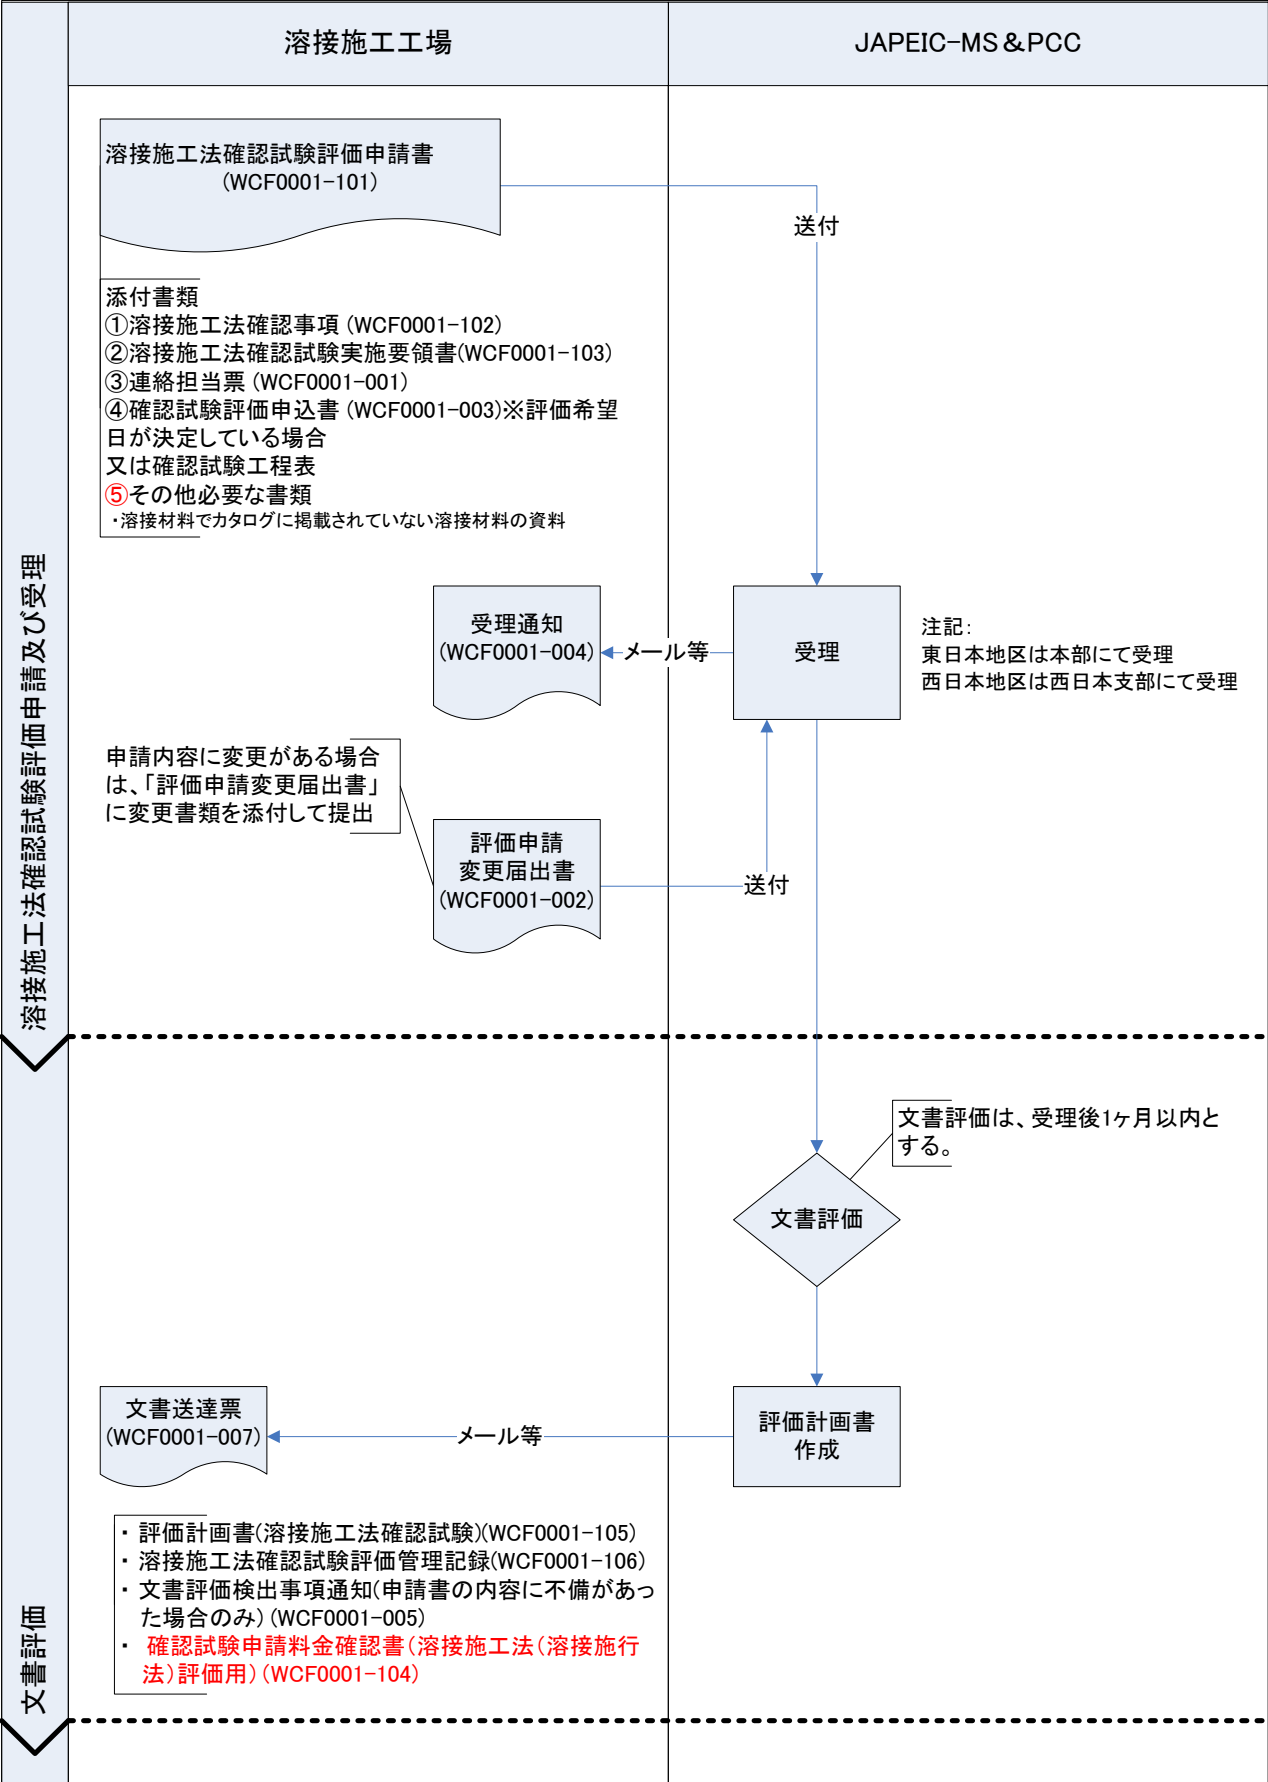 溶接施工工場
JAPEIC-MS&PCC
溶接施工法確認試験評価申請及び受理
溶接施工法確認試験評価申請書
(WCF0001-101)
送付
添付書類
①溶接施工法確認事項 (WCF0001-102)
②溶接施工法確認試験実施要領書(WCF0001-103)
③連絡担当票 (WCF0001-001)
④確認試験評価申込書 (WCF0001-003)※評価希望
日が決定している場合
又は確認試験工程表
⑤その他必要な書類
・溶接材料でカタログに掲載されていない溶接材料の資料
受理通知
(WCF0001-004)
メール等
受理
注記:
東日本地区は本部にて受理
西日本地区は西日本支部にて受理
申請内容に変更がある場合
は、「評価申請変更届出書」
に変更書類を添付して提出
評価申請
変更届出書
(WCF0001-002)
送付
文書評価
文書評価は、受理後1ヶ月以内と
する。
文書評価
評価計画書
作成
メール等
文書送達票
(WCF0001-007)
・ 評価計画書(溶接施工法確認試験)(WCF0001-105)
・ 溶接施工法確認試験評価管理記録(WCF0001-106)
・ 文書評価検出事項通知(申請書の内容に不備があっ
た場合のみ) (WCF0001-005)
・ 確認試験申請料金確認書(溶接施工法(溶接施行
法)評価用) (WCF0001-104)